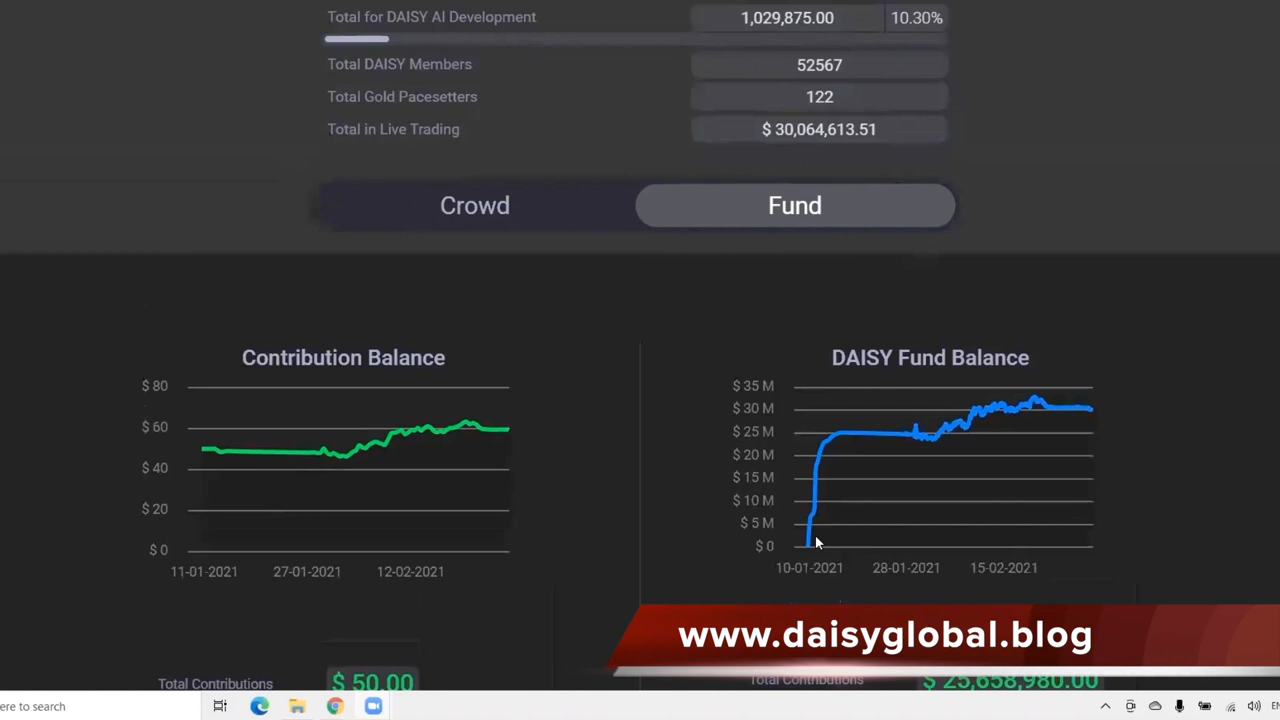 Total for DAISY AI Development 1,029,875.00 10.30%
Total DAISY Members 52567
Total Gold Pacesetters 122
Total in Live Trading $ 30,064,613.51
Crowd Fund
Contribution Balance
$ 80
$ 60
$ 40
$ 20
$ 0
11-01-2021 27-01-2021 12-02-2021
DAISY Fund Balance
$ 35 M
$ 30 M
$ 25 M
$ 20 M
$ 15 M
$ 10 M
$ 5 M
$ 0
10-01-2021 28-01-2021 15-02-2021
www.daisyglobal.blog
Total Contributions $ 50.00
Total Contributions $ 25,658,980.00
ere to search